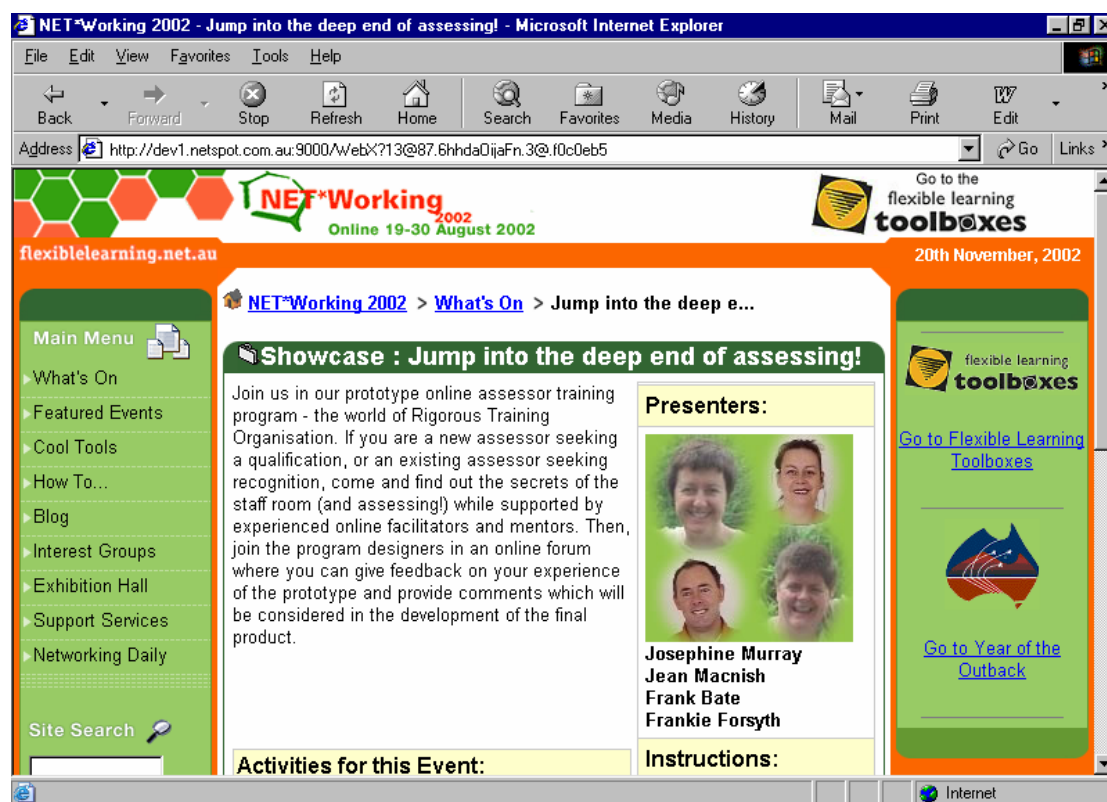 NET*Working 2002 - Jump into the deep end of assessing! - Microsoft Internet Explorer
File Edit View Favorites Tools Help
Back Forward Stop Refresh Home Search Favorites Media History Mail Print Edit
Address http://dev1.netspot.com.au:9000/WebX?13@87.6hhda0ijaFn.3@.f0c0eb5 Go Links
NET*Working
2002
Online 19-30 August 2002
Go to the
flexible learning
toolboxes
flexiblelearning.net.au
20th November, 2002
NET*Working 2002 > What's On > Jump into the deep e...
Main Menu
What's On
Featured Events
Cool Tools
How To...
Blog
Interest Groups
Exhibition Hall
Support Services
Networking Daily
Site Search
Showcase : Jump into the deep end of assessing!
Join us in our prototype online assessor training
program - the world of Rigorous Training
Organisation. If you are a new assessor seeking
a qualification, or an existing assessor seeking
recognition, come and find out the secrets of the
staff room (and assessing!) while supported by
experienced online facilitators and mentors. Then,
join the program designers in an online forum
where you can give feedback on your experience
of the prototype and provide comments which will
be considered in the development of the final
product.
Activities for this Event:
Presenters:
Josephine Murray
Jean Macnish
Frank Bate
Frankie Forsyth
Instructions:
flexible learning
toolboxes
Go to Flexible Learning
Toolboxes
Go to Year of the
Outback
Internet